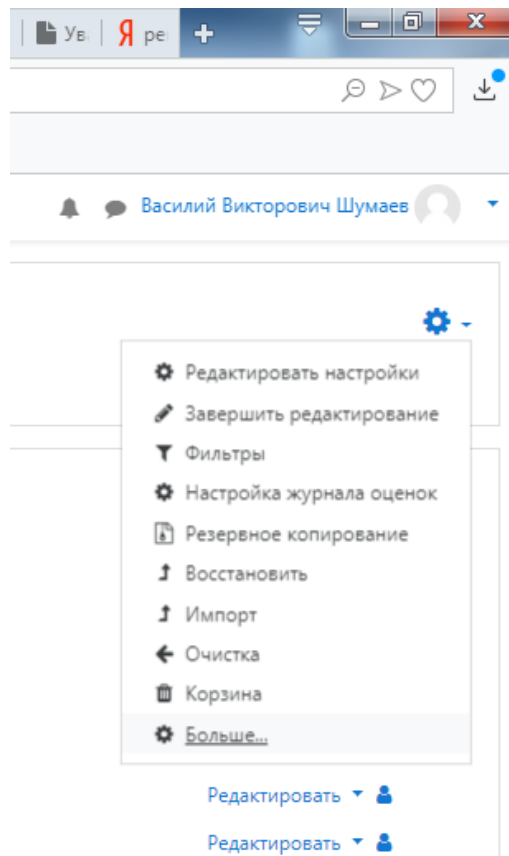 Ув Я ре
Василий Викторович Шумаев
Редактировать настройки
Завершить редактирование
Фильтры
Настройка журнала оценок
Резервное копирование
Восстановить
Импорт
Очистка
Корзина
Больше...
Редактировать
Редактировать